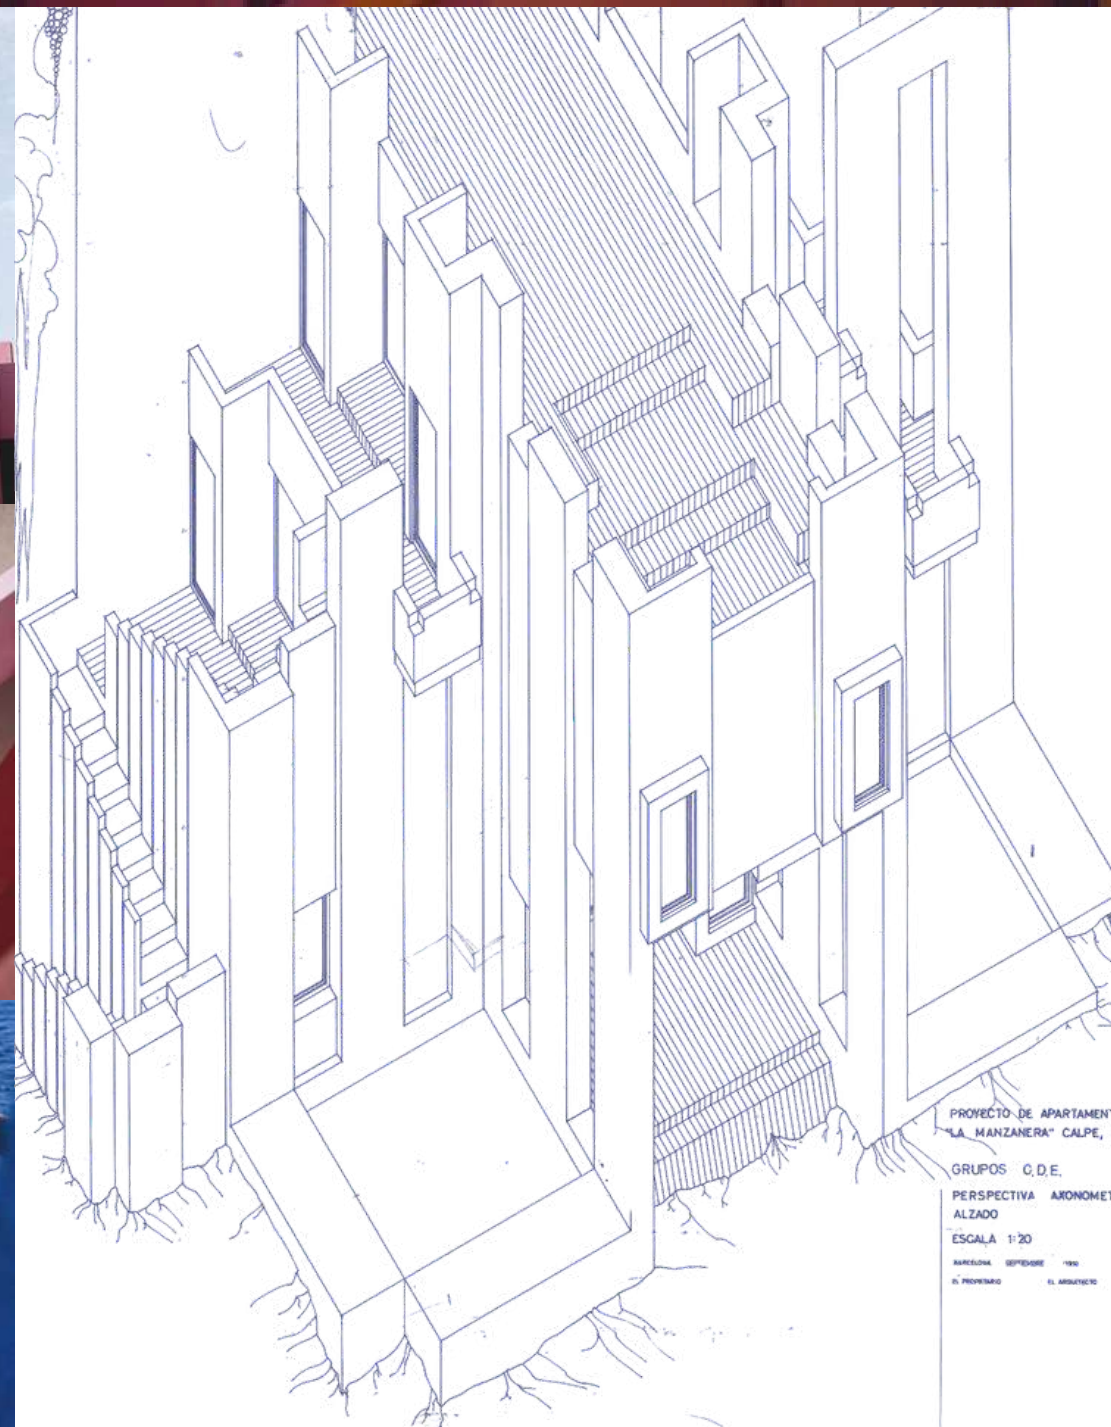 PROYECTO DE APARTAMENT
"LA MANZANERA" CALPE,
GRUPOS C,D,E,
PERSPECTIVA AXONOMET
ALZADO
ESCALA 1:20
BARCELONA SEPTIEMBRE
EL PROPIETARIO EL ARQUITECTO